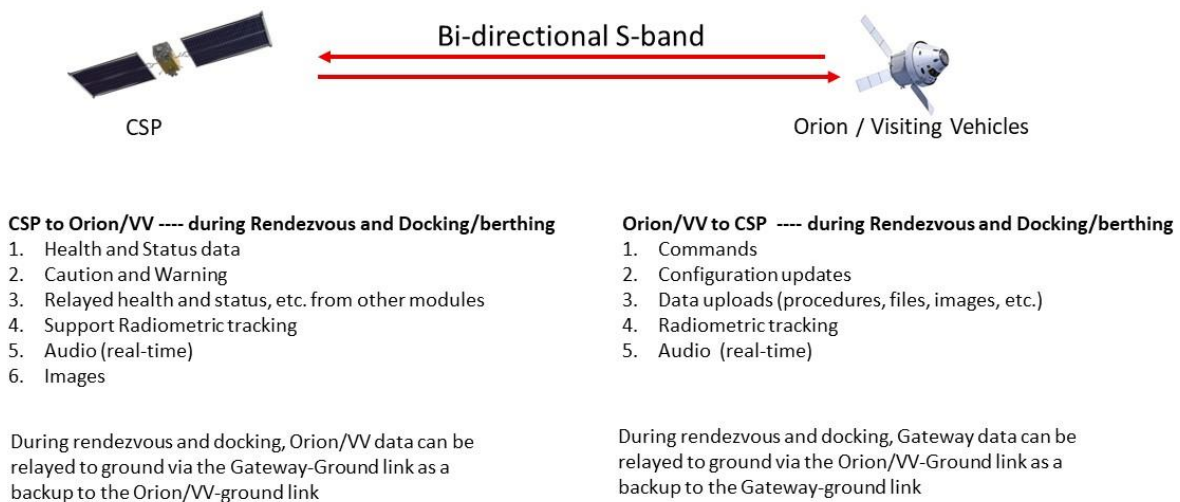 Bi-directional S-band
CSP
Orion / Visiting Vehicles
CSP to Orion/VV ---- during Rendezvous and Docking/berthing
1. Health and Status data
2. Caution and Warning
3. Relayed health and status, etc. from other modules
4. Support Radiometric tracking
5. Audio (real-time)
6. Images
During rendezvous and docking, Orion/VV data can be
relayed to ground via the Gateway-Ground link as a
backup to the Orion/VV-ground link
Orion/VV to CSP ---- during Rendezvous and Docking/berthing
1. Commands
2. Configuration updates
3. Data uploads (procedures, files, images, etc.)
4. Radiometric tracking
5. Audio (real-time)
During rendezvous and docking, Gateway data can be
relayed to ground via the Orion/VV-Ground link as a
backup to the Gateway-ground link